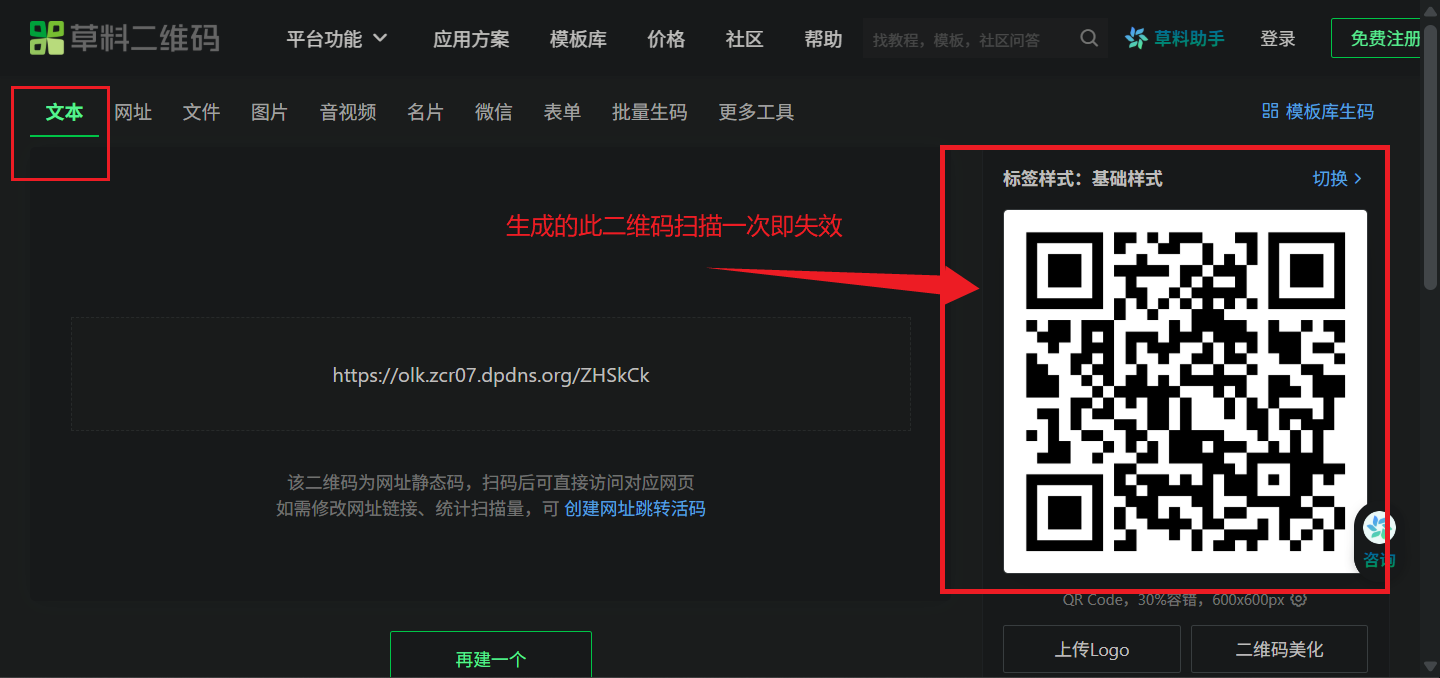 草料二维码 平台功能 应用方案 模板库 价格 社区 帮助 找教程，模板，社区问答 草料助手 登录 免费注册
文本 网址 文件 图片 音视频 名片 微信 表单 批量生码 更多工具 模板库生码
标签样式：基础样式 切换
生成的此二维码扫描一次即失效
https://olk.zcr07.dpdns.org/ZHSkCk
该二维码为网址静态码，扫码后可直接访问对应网页
如需修改网址链接、统计扫描量，可 创建网址跳转活码
咨询
QR Code，30%容错，600x600px
上传Logo 二维码美化
再建一个